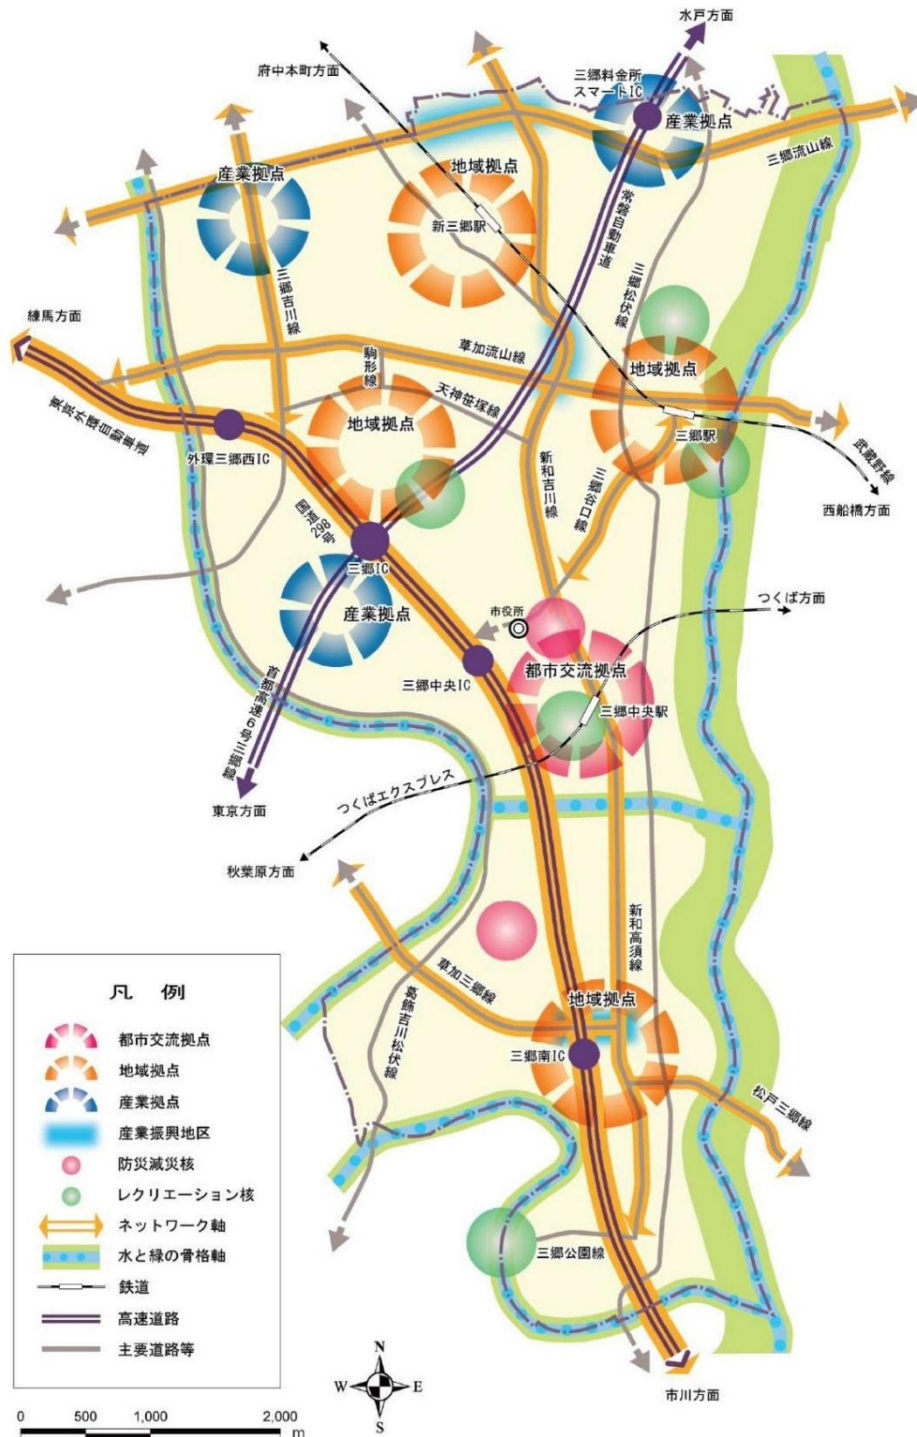 水戸方面
府中本町方面
三郷料金所
スマートIC
産業拠点
三郷流山線
産業拠点
地域拠点
新三郷駅
常磐自動車道
三郷松伏線
三郷吉川線
練馬方面
東京外環自動車道
駒形線
草加流山線
天神笹塚線
地域拠点
地域拠点
三郷駅
外環三郷西IC
新和吉川線
三郷谷口線
武蔵野線
西船橋方面
国道298号
三郷IC
産業拠点
市役所
つくば方面
都市交流拠点
三郷中央IC
三郷中央駅
首都高速6号三郷線
東京方面
つくばエクスプレス
秋葉原方面
新和高須線
草加三郷線
葛飾吉川松伏線
地域拠点
三郷南IC
松戸三郷線
三郷公園線
市川方面
凡 例
都市交流拠点
地域拠点
産業拠点
産業振興地区
防災減災核
レクリエーション核
ネットワーク軸
水と緑の骨格軸
鉄道
高速道路
主要道路等
N
W E
S
0 500 1,000 2,000
m